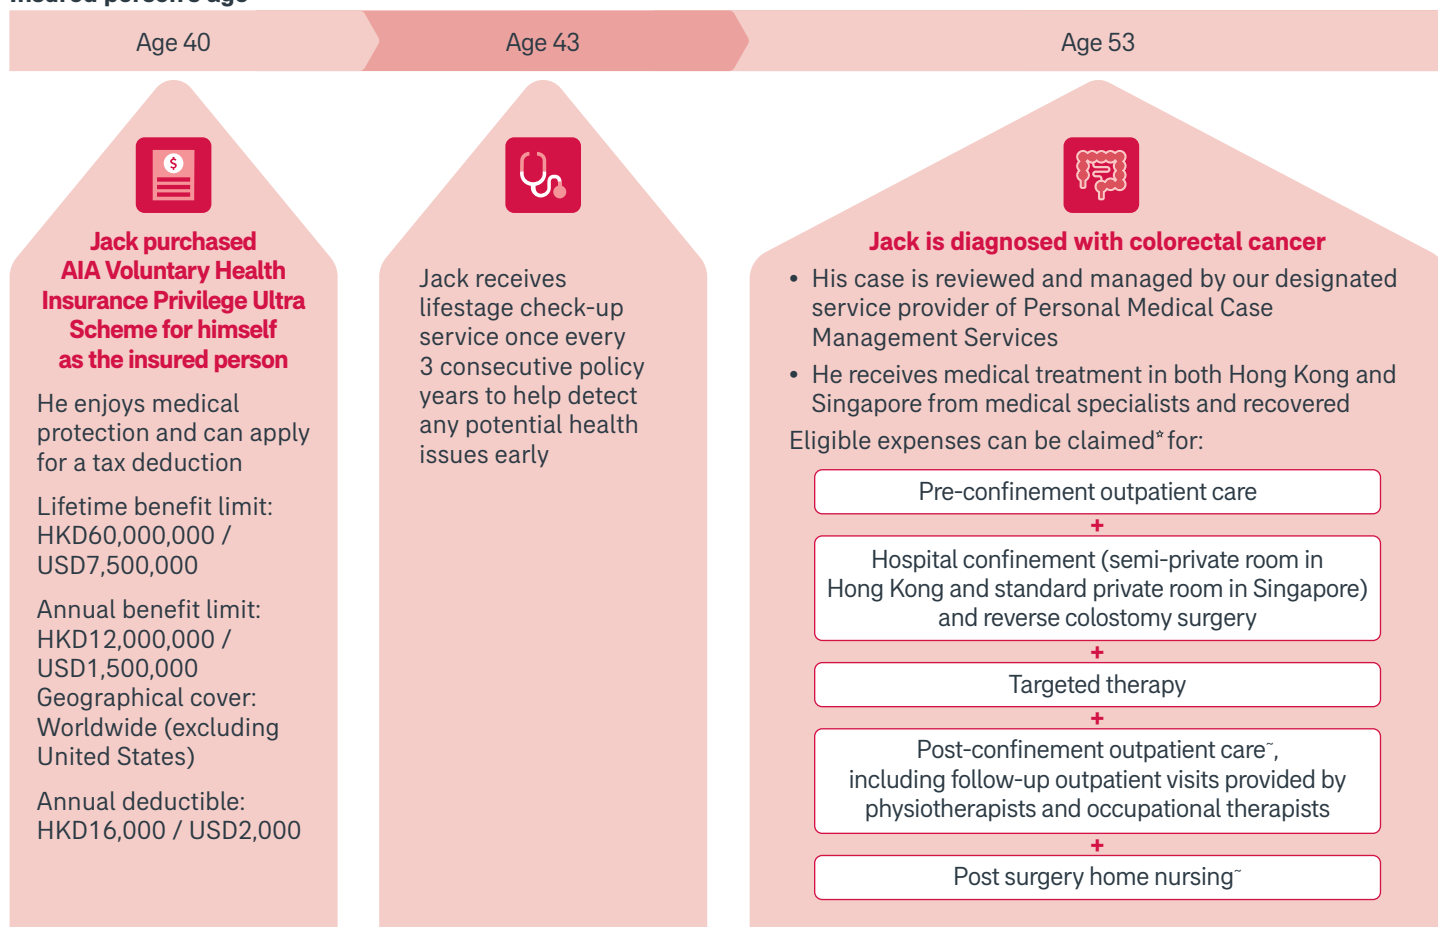 Insured person's age
Age 40
Age 43
Age 53
$
Jack purchased
AIA Voluntary Health
Insurance Privilege Ultra
Scheme for himself
as the insured person
He enjoys medical
protection and can apply
for a tax deduction
Lifetime benefit limit:
HKD60,000,000 /
USD7,500,000
Annual benefit limit:
HKD12,000,000 /
USD1,500,000
Geographical cover:
Worldwide (excluding
United States)
Annual deductible:
HKD16,000 / USD2,000
Jack receives
lifestage check-up
service once every
3 consecutive policy
years to help detect
any potential health
issues early
Jack is diagnosed with colorectal cancer
• His case is reviewed and managed by our designated
service provider of Personal Medical Case
Management Services
• He receives medical treatment in both Hong Kong and
Singapore from medical specialists and recovered
Eligible expenses can be claimed* for:
Pre-confinement outpatient care
+
Hospital confinement (semi-private room in
Hong Kong and standard private room in Singapore)
and reverse colostomy surgery
+
Targeted therapy
+
Post-confinement outpatient care~,
including follow-up outpatient visits provided by
physiotherapists and occupational therapists
+
Post surgery home nursing~